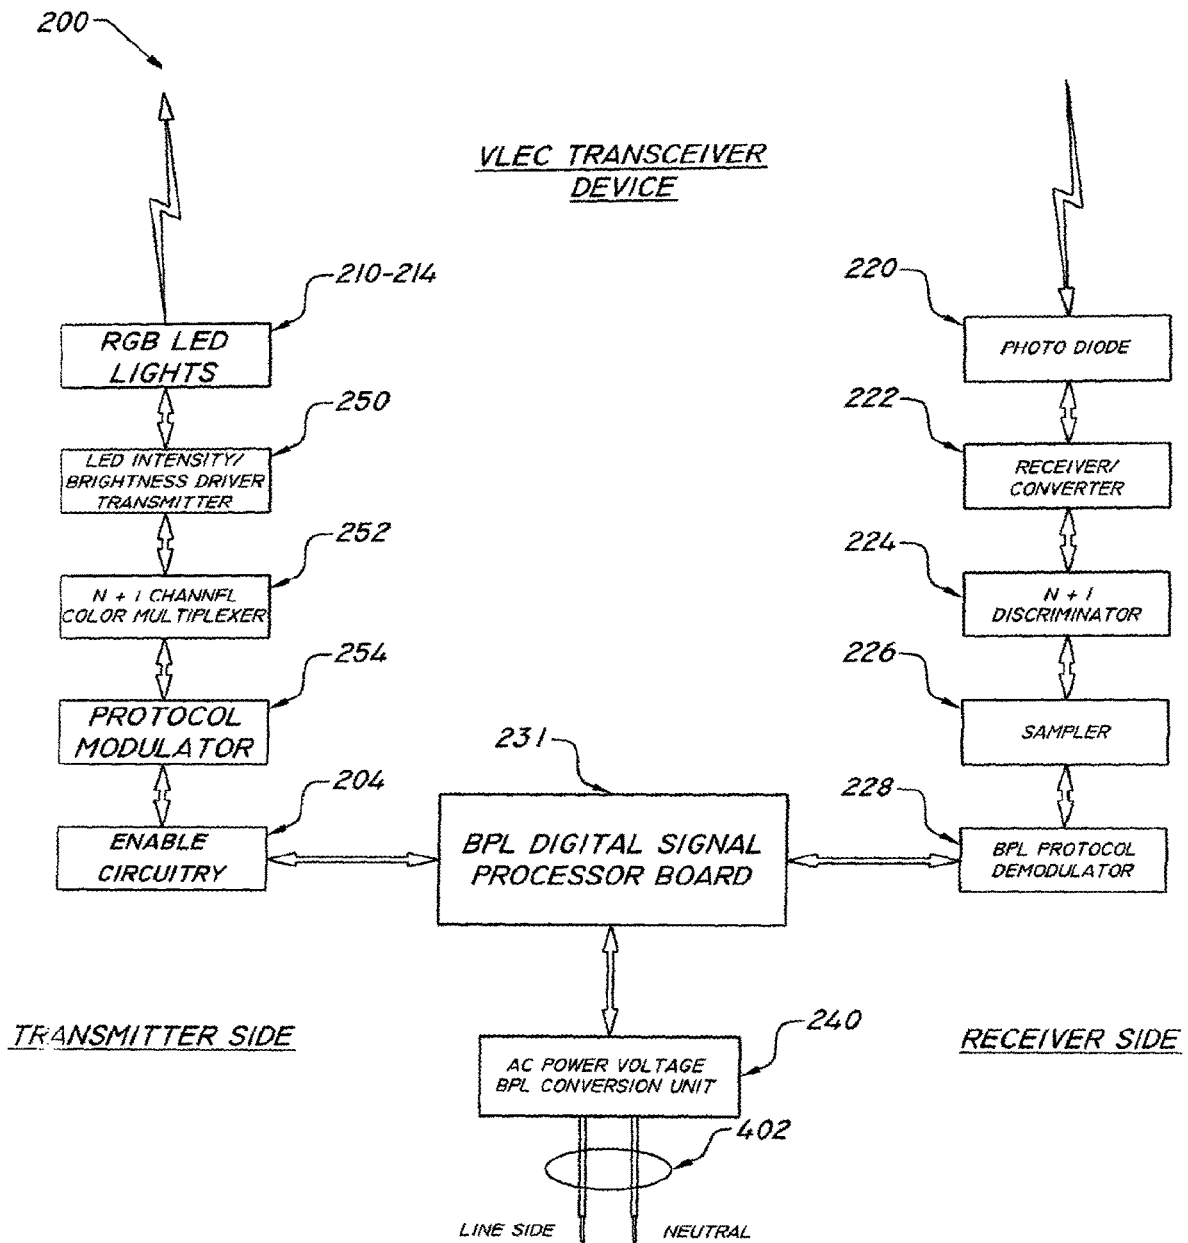 200
VLEC TRANSCEIVER
DEVICE
210-214
RGB LED
LIGHTS
250
LED INTENSITY/
BRIGHTNESS DRIVER
TRANSMITTER
252
N + 1 CHANNEL
COLOR MULTIPLEXER
254
PROTOCOL
MODULATOR
204
ENABLE
CIRCUITRY
231
BPL DIGITAL SIGNAL
PROCESSOR BOARD
220
PHOTO DIODE
222
RECEIVER/
CONVERTER
224
N + 1
DISCRIMINATOR
226
SAMPLER
228
BPL PROTOCOL
DEMODULATOR
TRANSMITTER SIDE
RECEIVER SIDE
240
AC POWER VOLTAGE
BPL CONVERSION UNIT
402
LINE SIDE
NEUTRAL